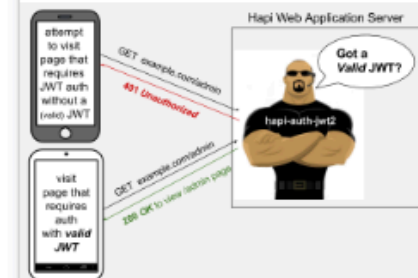 Hapi Web Application Server
attempt
to visit
page that
requires
JWT auth
without a
(valid) JWT
GET example.com/admin
401 Unauthorized
Got a
Valid JWT?
hapi-auth-jwt2
visit
page that
requires
auth
with valid
JWT
GET example.com/admin
200 OK to view /admin page